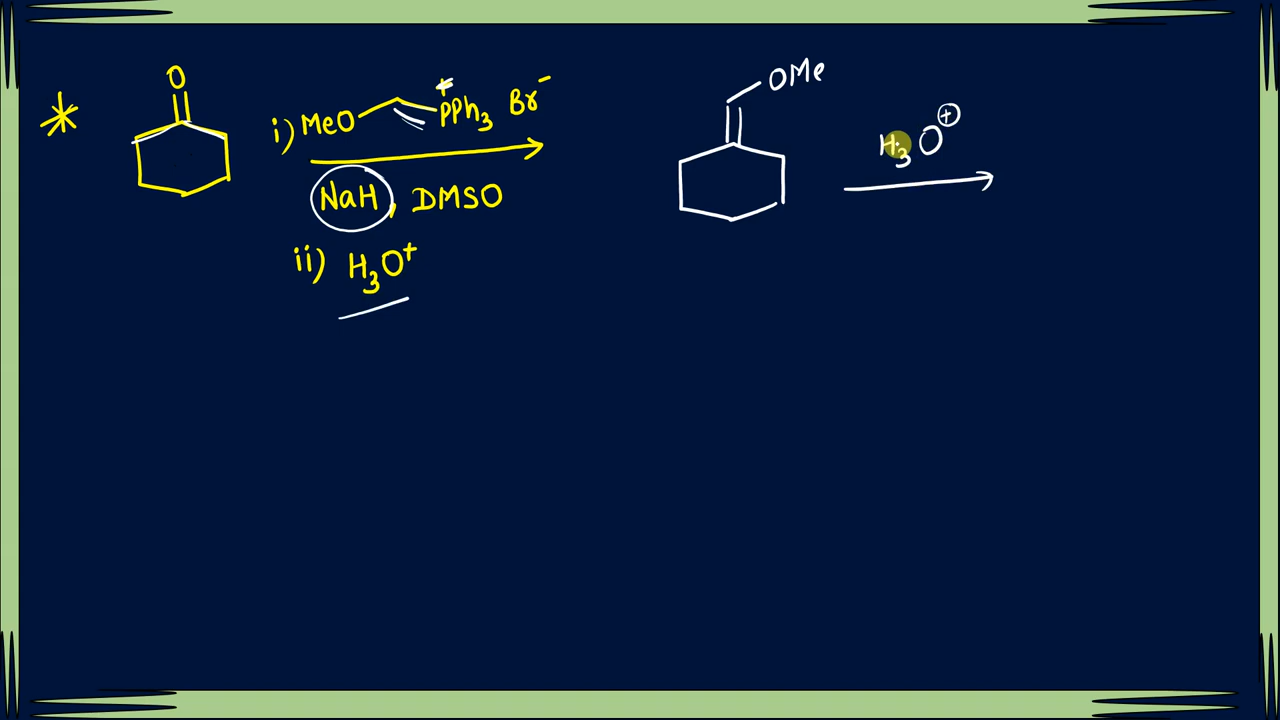 *
O
i) MeO PPh3 + Br-
NaH, DMSO
ii) H3O+
OMe
H3O⊕